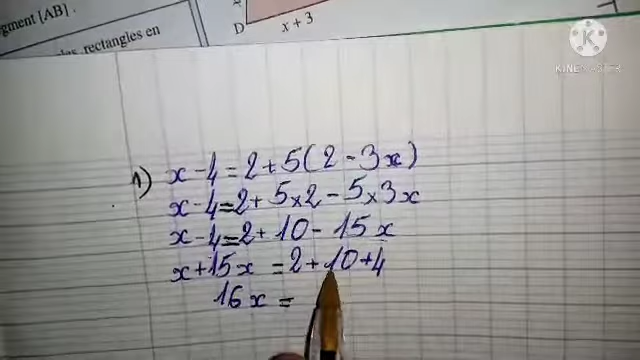 gment [AB].
rectangles en
D
x + 3
KINEMASTER
1) x - 4 = 2 + 5(2 - 3x)
x - 4 = 2 + 5 × 2 - 5 × 3x
x - 4 = 2 + 10 - 15x
x + 15x = 2 + 10 + 4
16x =